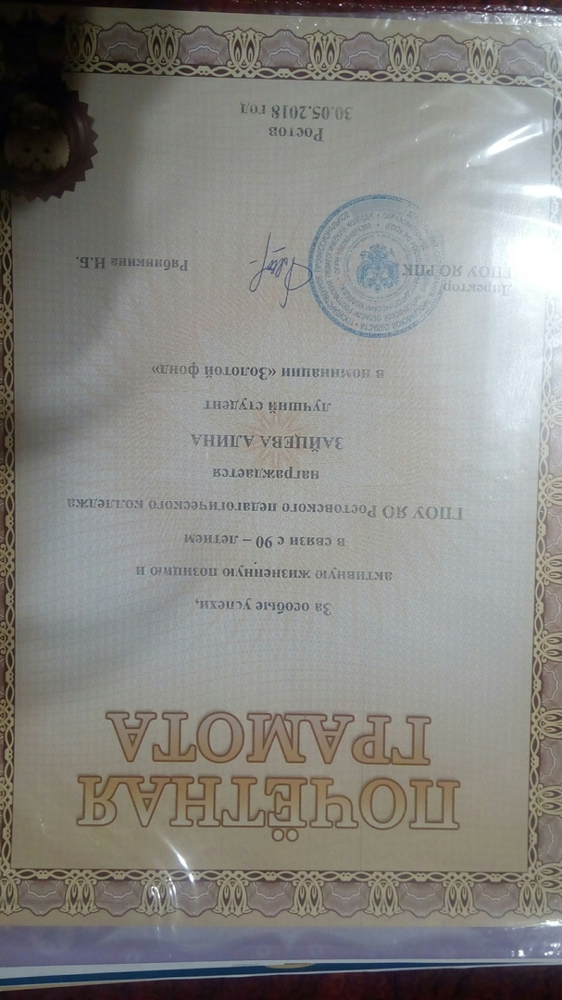 ПОЧЁТНАЯ
ГРАМОТА
За особые успехи,
активную жизненную позицию и
в связи с 90 – летием
ГПОУ ЯО Ростовского педагогического колледжа
награждается
ЗАЙЦЕВА АЛИНА
лучший студент
в номинации «Золотой фонд»
Директор
ГПОУ ЯО РПК
Рябинкина Н.Б.
Ростов
30.05.2018 год